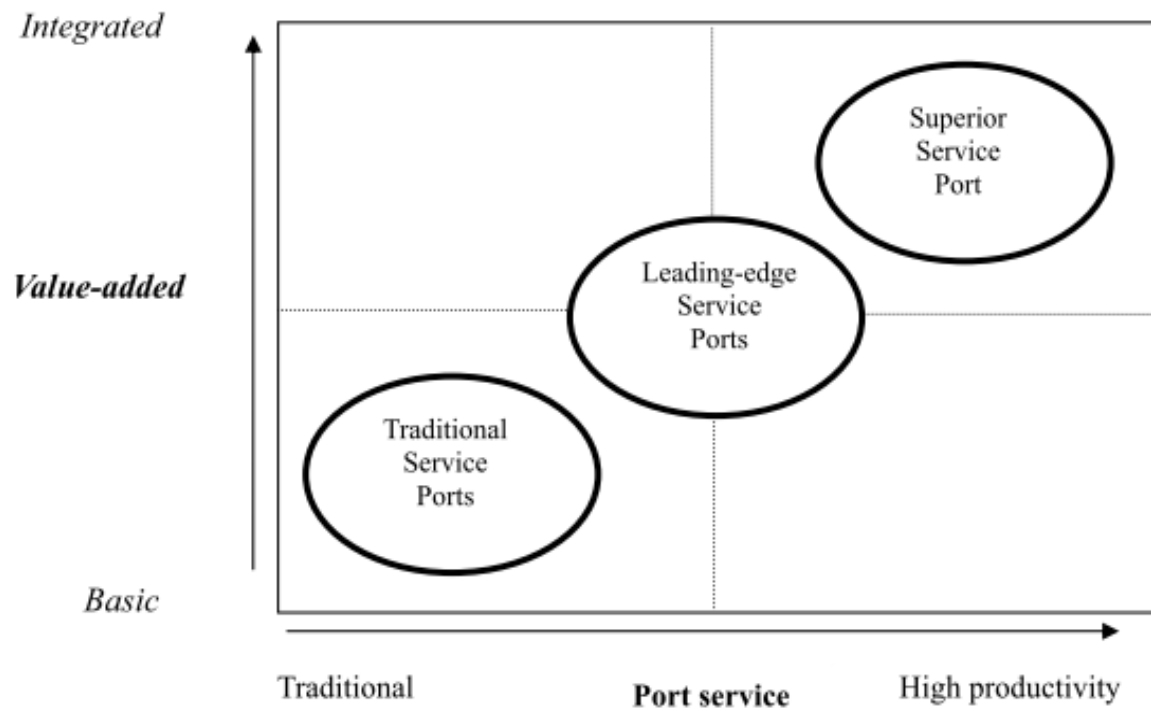 Integrated
Superior
Service
Port
Leading-edge
Service
Ports
Value-added
Traditional
Service
Ports
Basic
Traditional
Port service
High productivity